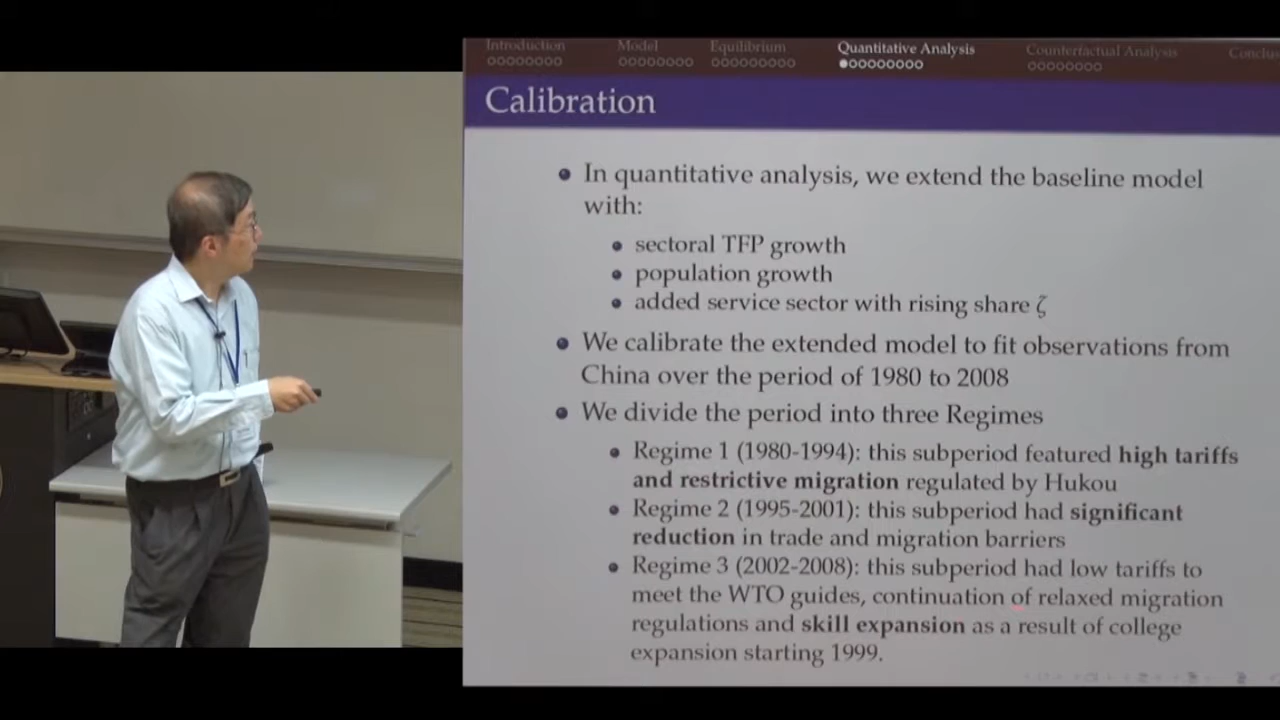 Introduction Model Equilibrium Quantitative Analysis Counterfactual Analysis
Calibration
In quantitative analysis, we extend the baseline model
with:
sectoral TFP growth
population growth
added service sector with rising share ζ
We calibrate the extended model to fit observations from
China over the period of 1980 to 2008
We divide the period into three Regimes
Regime 1 (1980-1994): this subperiod featured high tariffs
and restrictive migration regulated by Hukou
Regime 2 (1995-2001): this subperiod had significant
reduction in trade and migration barriers
Regime 3 (2002-2008): this subperiod had low tariffs to
meet the WTO guides, continuation of relaxed migration
regulations and skill expansion as a result of college
expansion starting 1999.